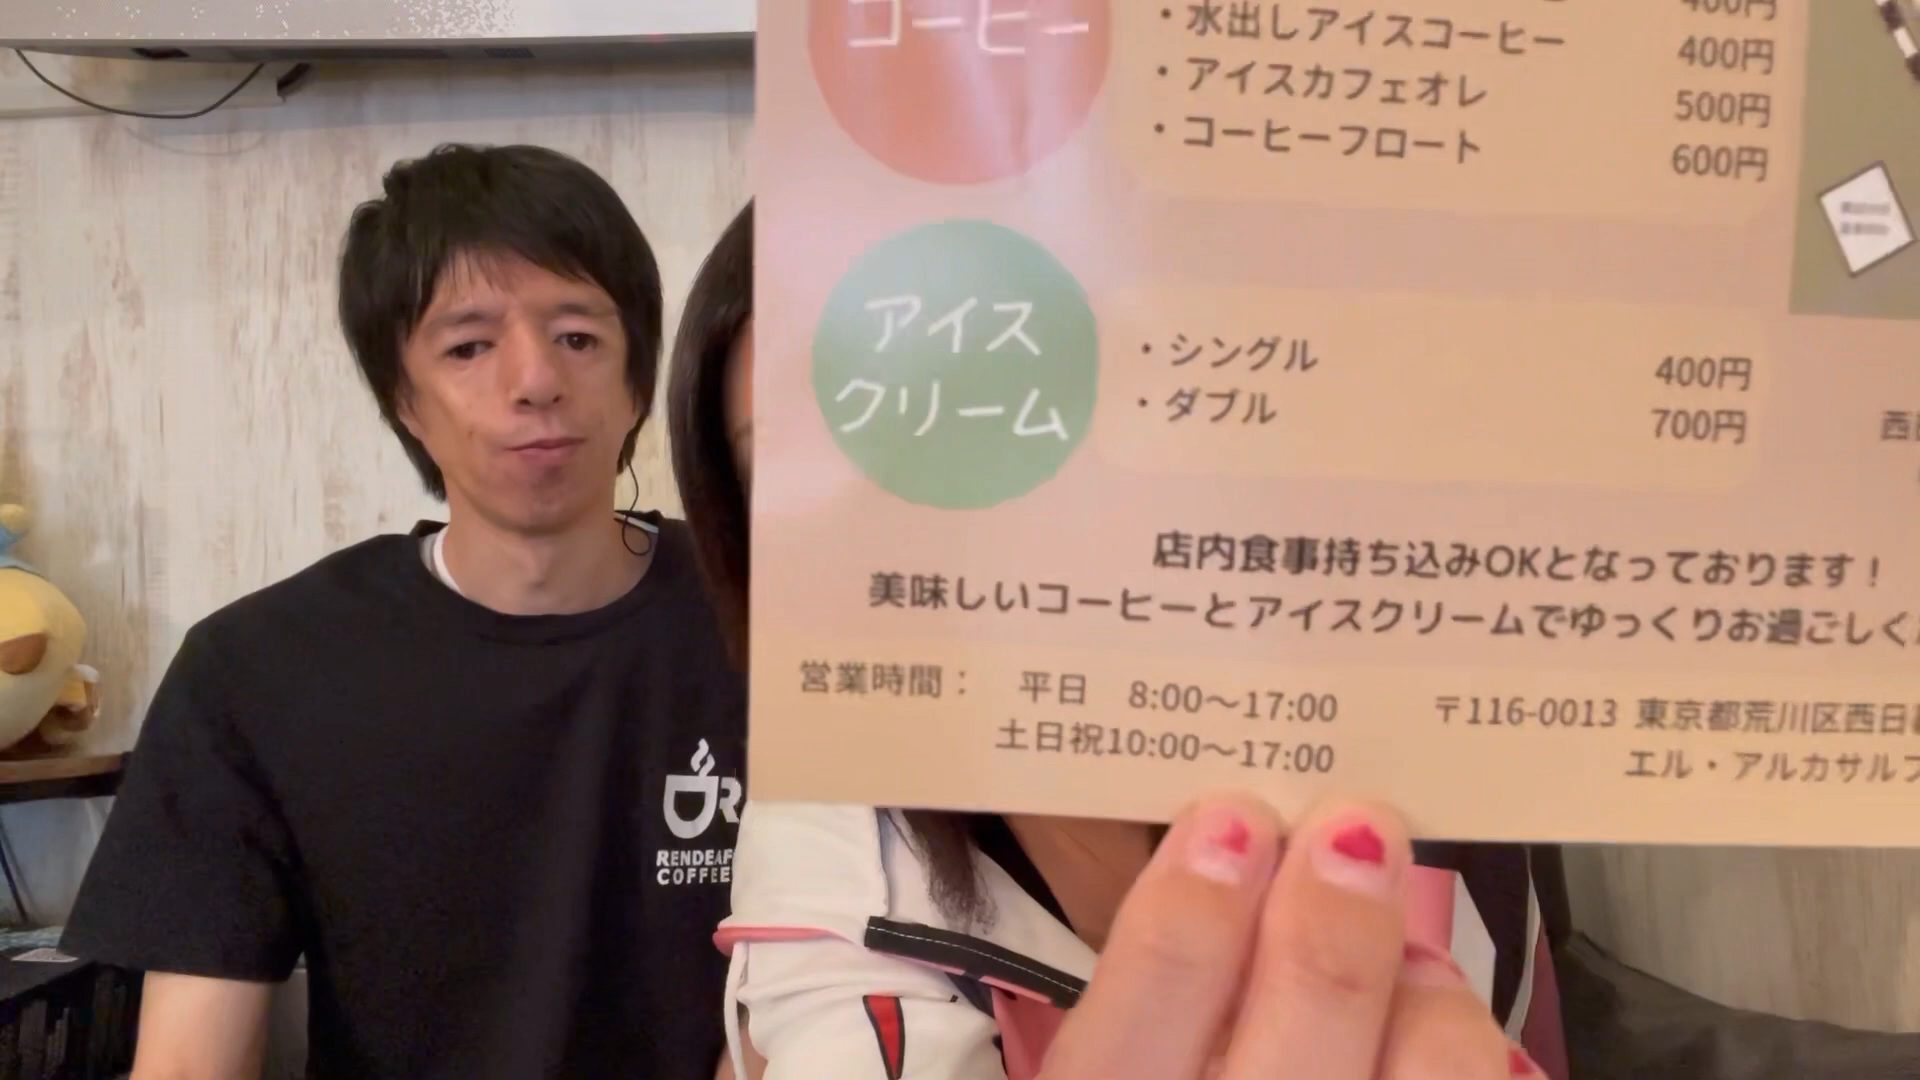 コーヒー
400円
・水出しアイスコーヒー 400円
・アイスカフェオレ 500円
・コーヒーフロート 600円
アイス
クリーム
・シングル 400円
・ダブル 700円
西
店内食事持ち込みOKとなっております!
美味しいコーヒーとアイスクリームでゆっくりお過ごしく
営業時間: 平日 8:00〜17:00
土日祝10:00〜17:00
〒116-0013 東京都荒川区西日
エル・アルカサル
RENDEAF
COFFEE